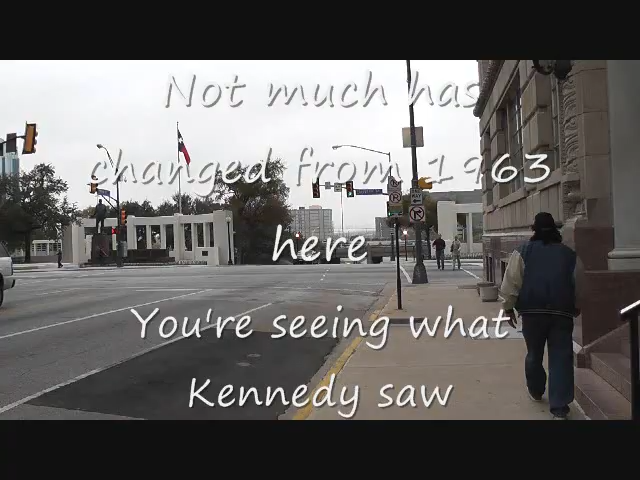 Not much has
changed from 1963
here
You're seeing what
Kennedy saw